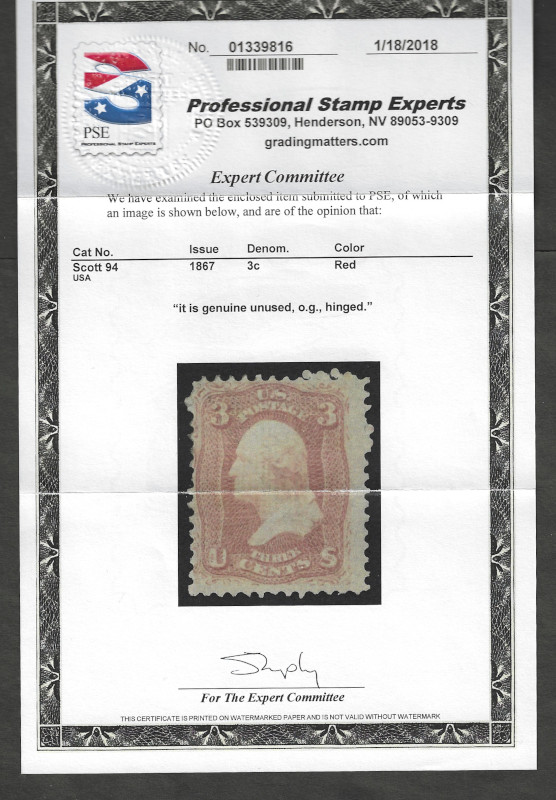 No. 01339816 1/18/2018
PSE
PROFESSIONAL STAMP EXPERTS
Professional Stamp Experts
PO Box 539309, Henderson, NV 89053-9309
gradingmatters.com
Expert Committee
We have examined the enclosed item submitted to PSE, of which
an image is shown below, and are of the opinion that:
Cat No. Issue Denom. Color
Scott 94 1867 3c Red
USA
“it is genuine unused, o.g., hinged.”
3 U.S. 3
POSTAGE
U THREE S
CENTS
For The Expert Committee
THIS CERTIFICATE IS PRINTED ON WATERMARKED PAPER AND IS NOT VALID WITHOUT WATERMARK